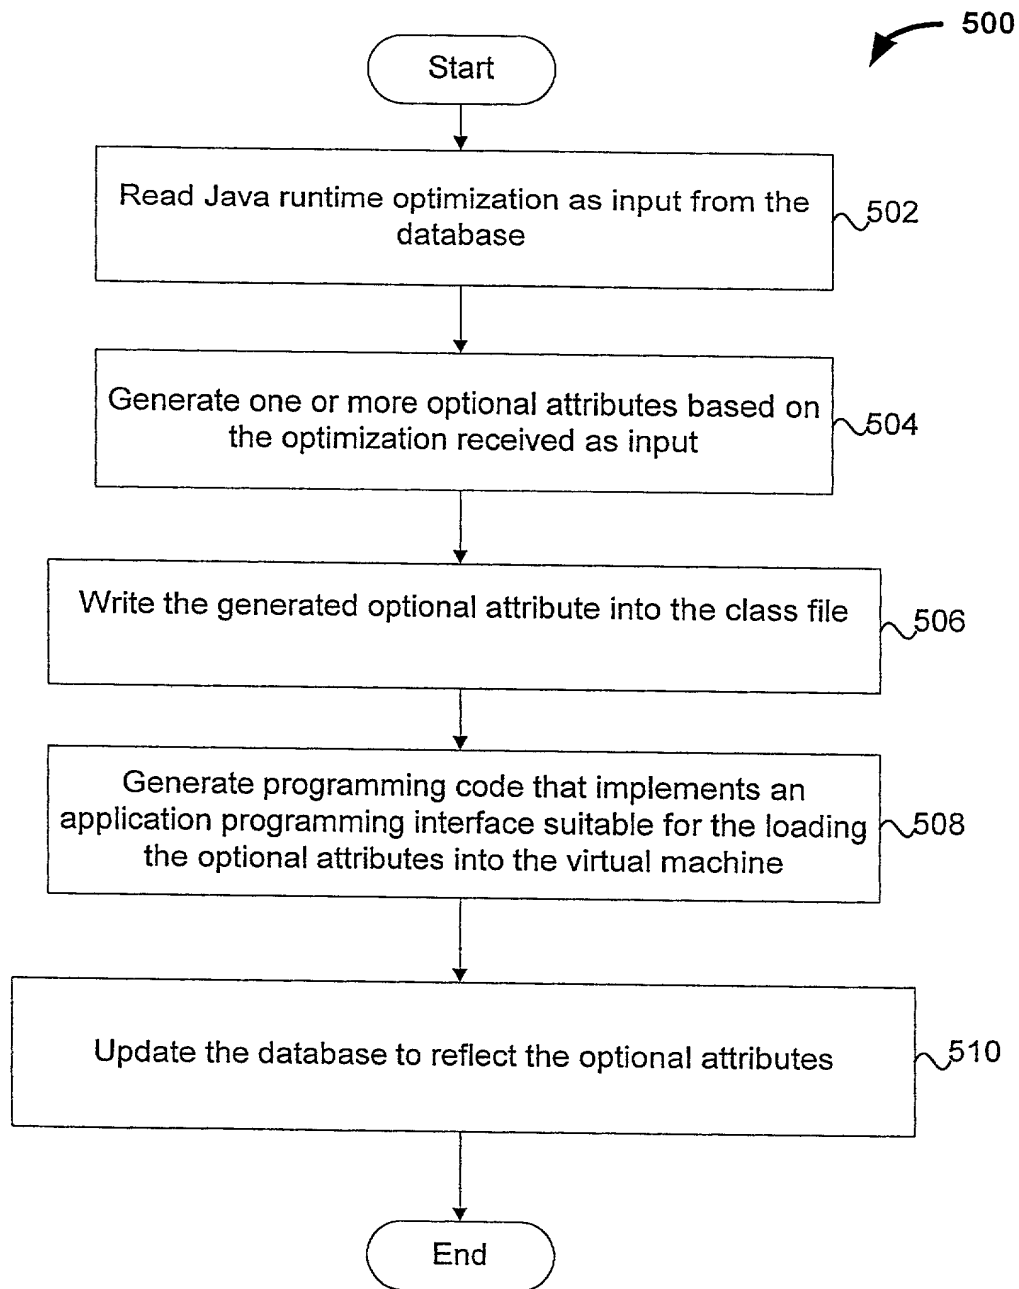 500
Start
Read Java runtime optimization as input from the
database
502
Generate one or more optional attributes based on
the optimization received as input
504
Write the generated optional attribute into the class file
506
Generate programming code that implements an
application programming interface suitable for the loading
the optional attributes into the virtual machine
508
Update the database to reflect the optional attributes
510
End